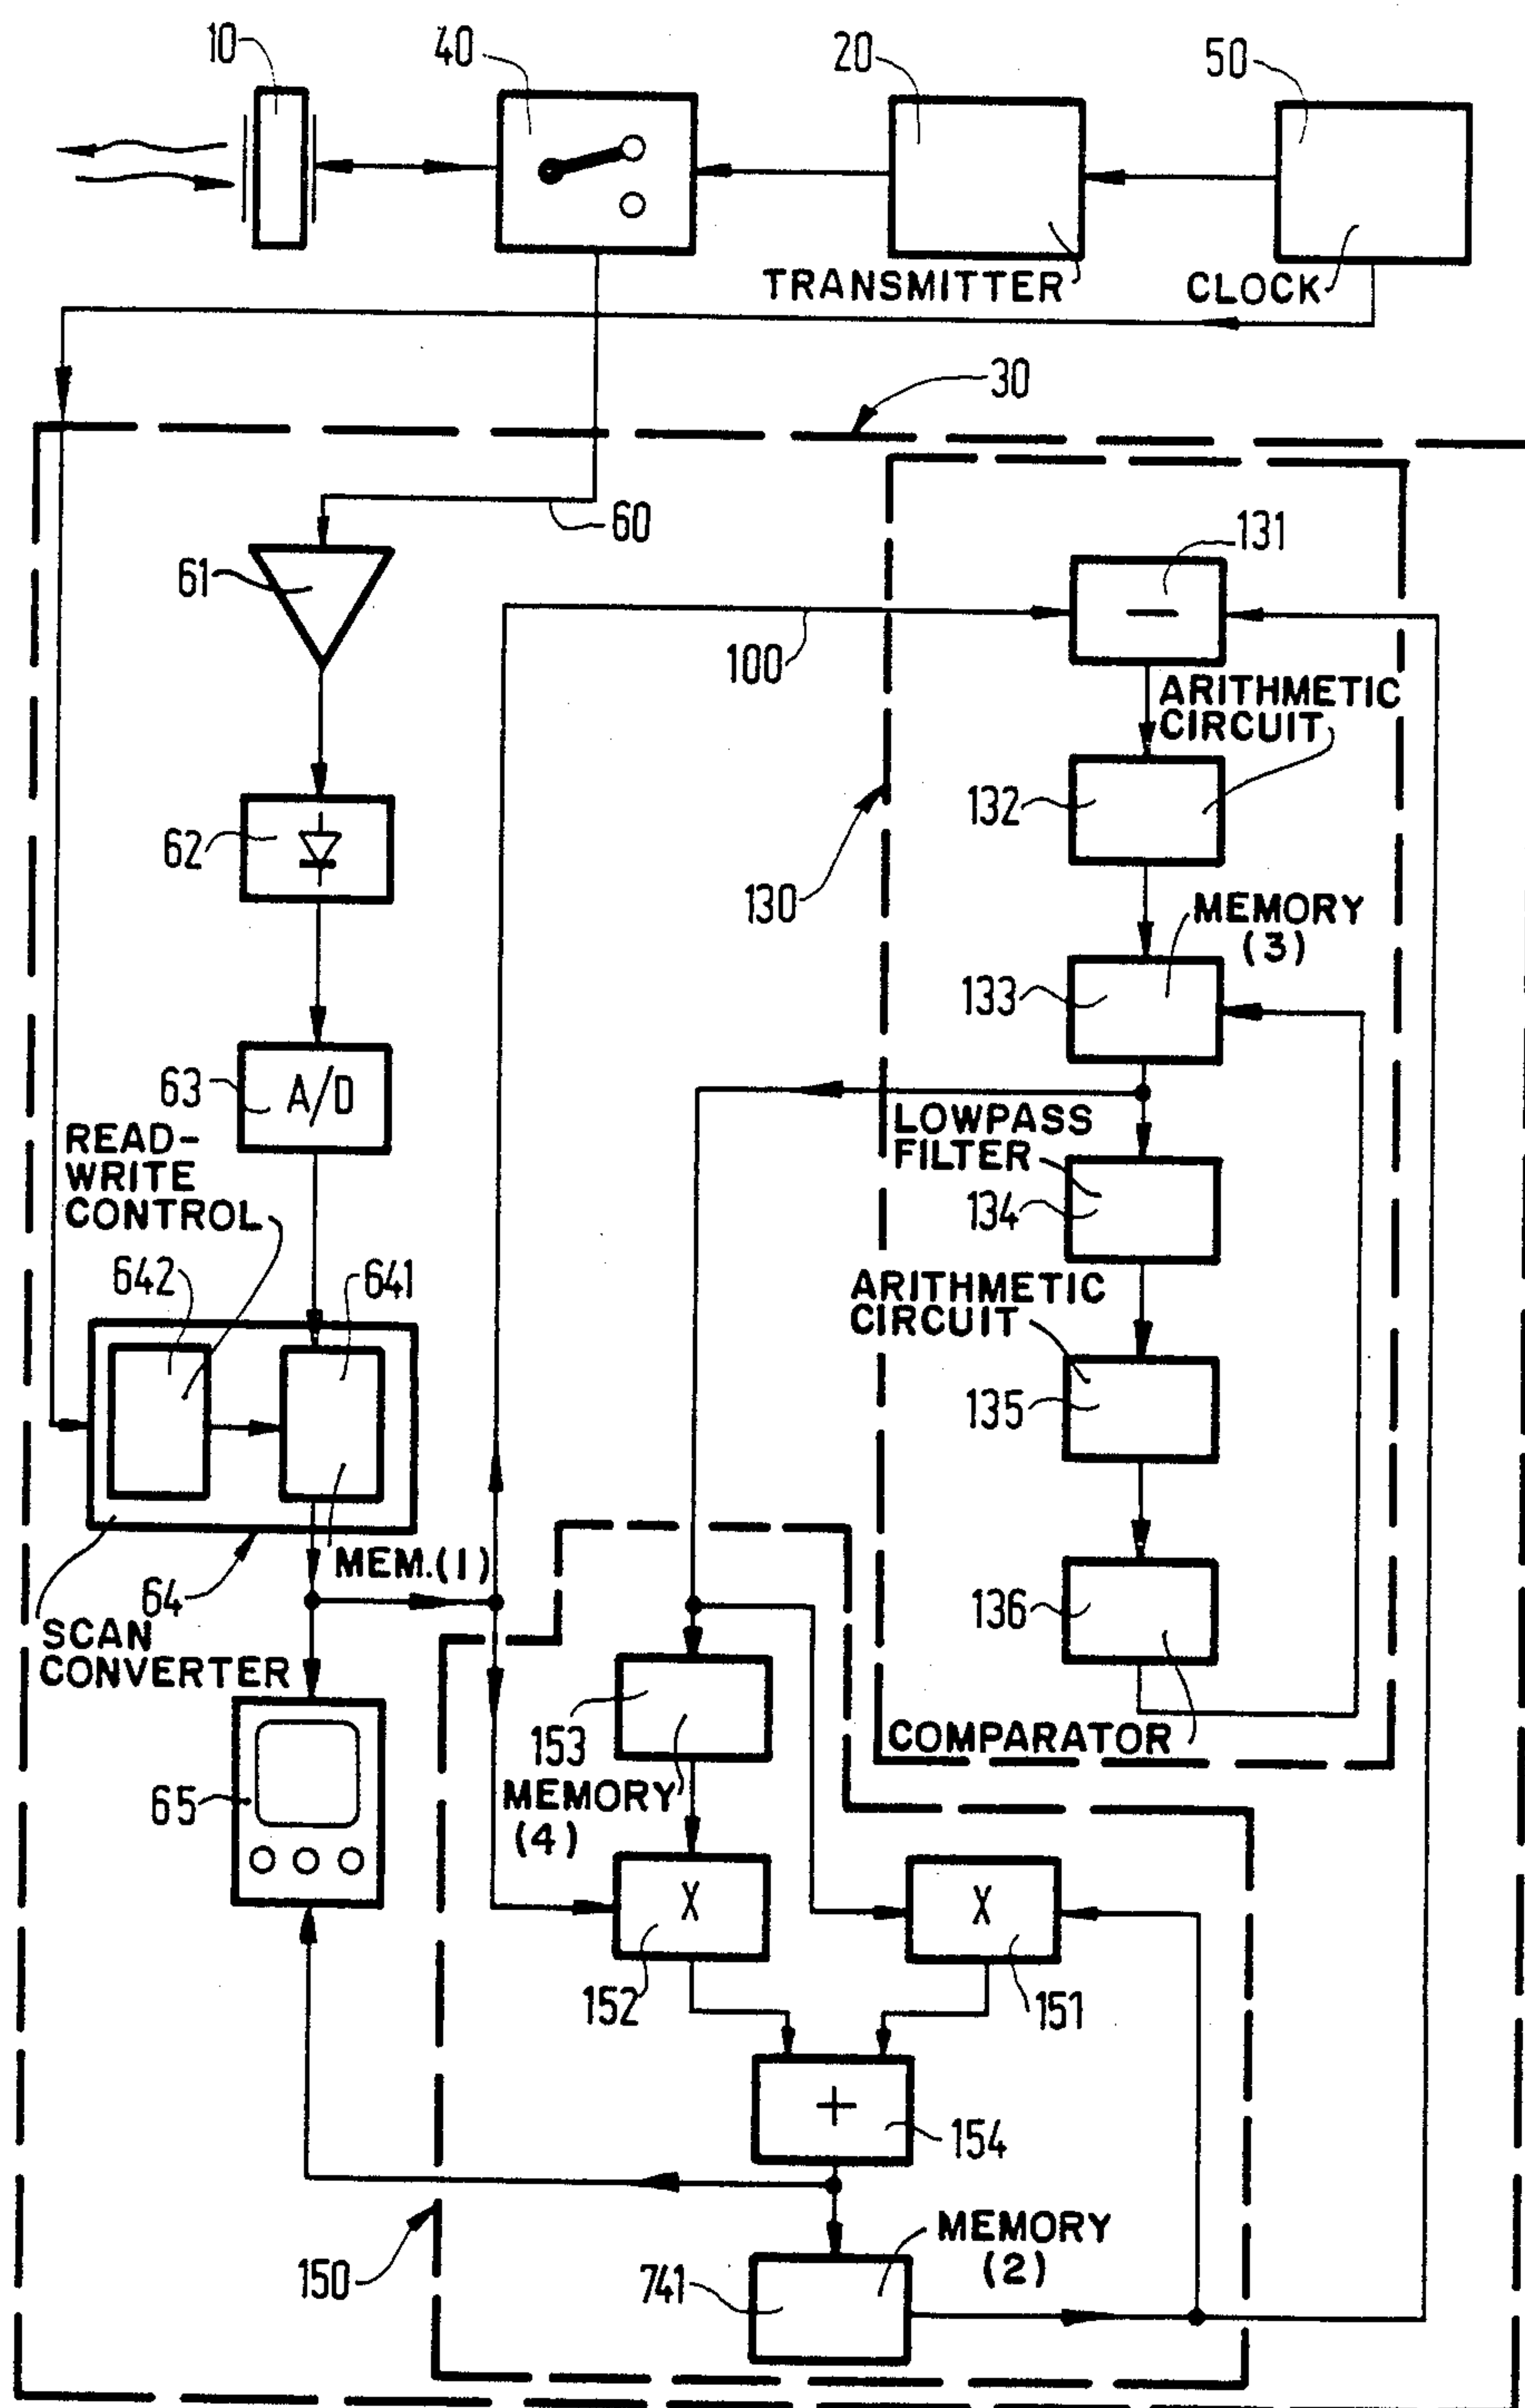 10
40
20
50
TRANSMITTER
CLOCK
30
60
61
131
—
100
ARITHMETIC
CIRCUIT
132
62
130
MEMORY
(3)
133
63
A/D
READ-
WRITE
CONTROL
LOWPASS
FILTER
134
642
641
ARITHMETIC
CIRCUIT
135
MEM.(1)
64
SCAN
CONVERTER
136
153
COMPARATOR
MEMORY
(4)
65
X
X
152
151
+
154
150
MEMORY
(2)
741